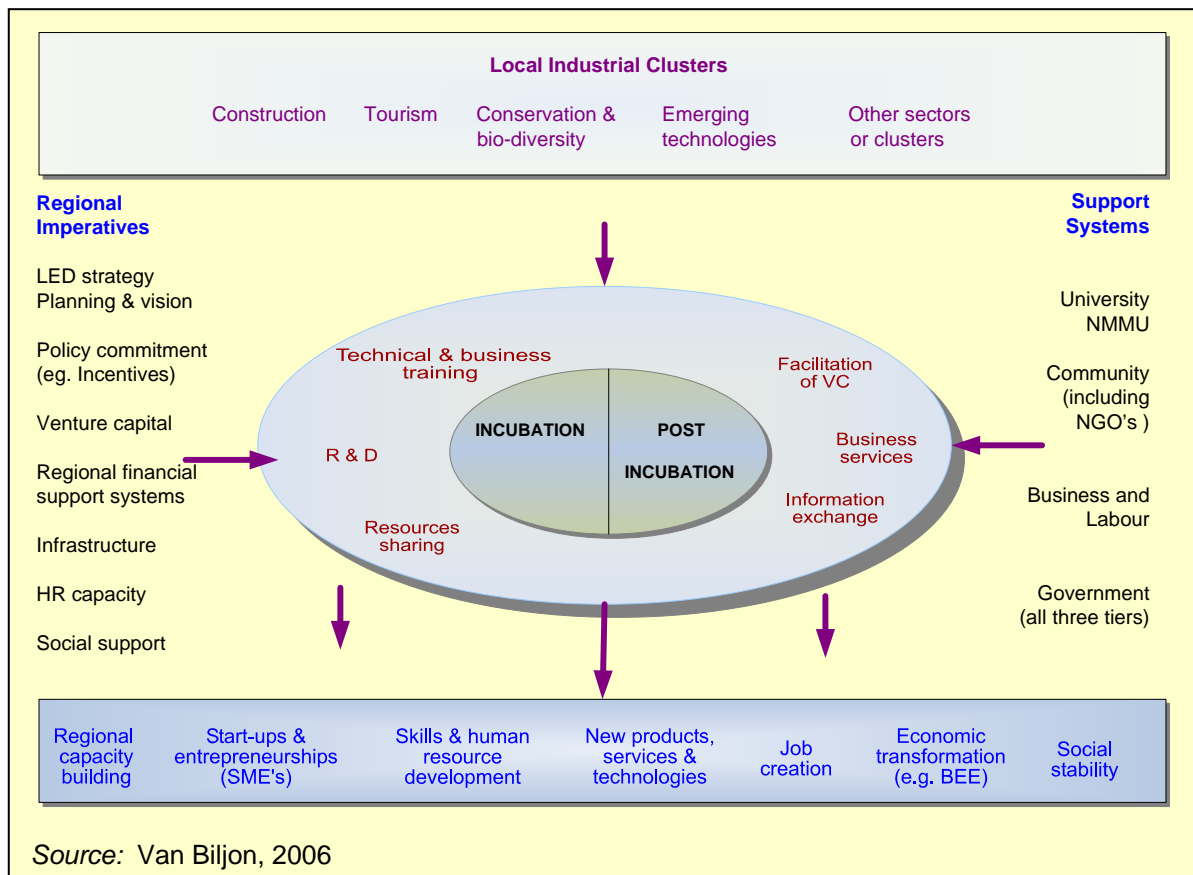 Local Industrial Clusters
Construction
Tourism
Conservation &
bio-diversity
Emerging
technologies
Other sectors
or clusters
Regional
Imperatives
LED strategy
Planning & vision
Policy commitment
(eg. Incentives)
Venture capital
Regional financial
support systems
Infrastructure
HR capacity
Social support
Technical & business
training
R & D
Resources
sharing
INCUBATION
POST
INCUBATION
Facilitation
of VC
Business
services
Information
exchange
Support
Systems
University
NMMU
Community
(including
NGO's )
Business and
Labour
Government
(all three tiers)
Regional
capacity
building
Start-ups &
entrepreneurships
(SME's)
Skills & human
resource
development
New products,
services &
technologies
Job
creation
Economic
transformation
(e.g. BEE)
Social
stability
Source: Van Biljon, 2006